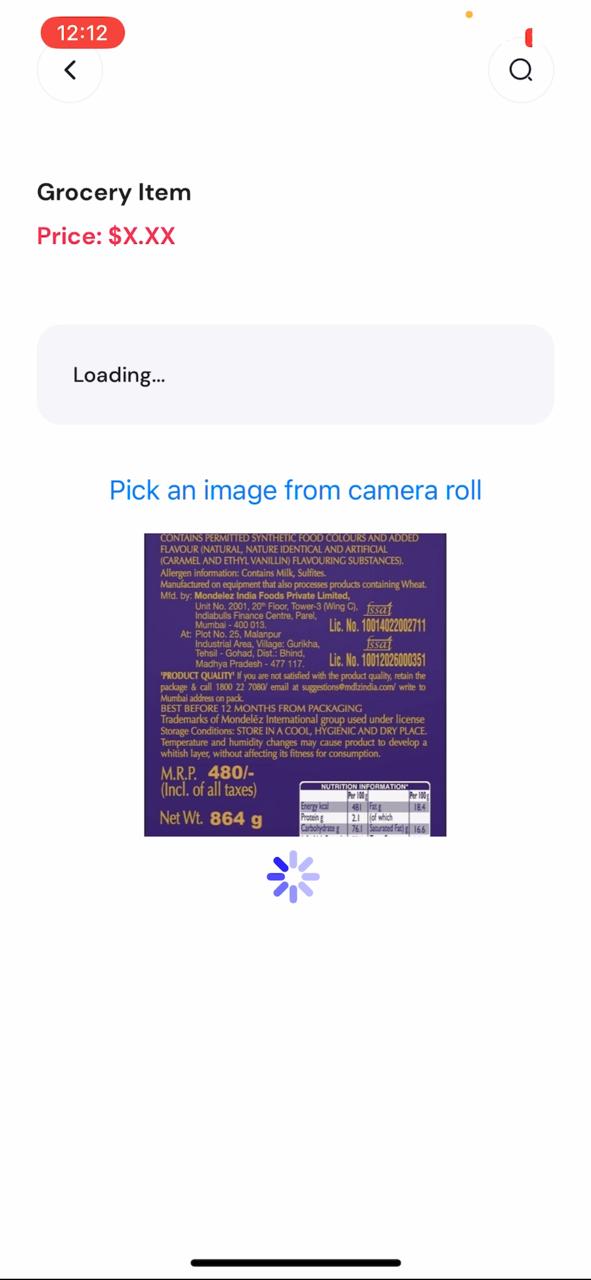 12:12
Grocery Item
Price: $X.XX
Loading...
Pick an image from camera roll
CONTAINS PERMITTED SYNTHETIC FOOD COLOURS AND ADDED
FLAVOUR (NATURAL, NATURE IDENTICAL AND ARTIFICIAL
(CARAMEL AND ETHYL VANILLIN) FLAVOURING SUBSTANCES).
Allergen information: Contains Milk, Sulfites.
Manufactured on equipment that also processes products containing Wheat.
Mfd. by: Mondelez India Foods Private Limited,
Unit No. 2001, 20th Floor, Tower-3 (Wing C),
Indiabulls Finance Centre, Parel,
Mumbai - 400 013.
fssai
Lic. No. 10014022002711
At: Plot No. 25, Malanpur
Industrial Area, Village: Gurikha,
Tehsil - Gohad, Dist.: Bhind,
Madhya Pradesh - 477 117.
fssai
Lic. No. 10012026000351
'PRODUCT QUALITY' If you are not satisfied with the product quality, retain the
package & call 1800 22 7080/ email at suggestions@mdlzindia.com/ write to
Mumbai address on pack.
BEST BEFORE 12 MONTHS FROM PACKAGING
Trademarks of Mondelēz International group used under license
Storage Conditions: STORE IN A COOL, HYGIENIC AND DRY PLACE.
Temperature and humidity changes may cause product to develop a
whitish layer, without affecting its fitness for consumption.
M.R.P. 480/-
(Incl. of all taxes)
Net Wt. 864 g
NUTRITION INFORMATION*
Per 100 g Per 100 g
Energy kcal 481 Fat g 18.4
Protein g 2.1 (of which
Carbohydrate g 76.1 Saturated Fat) g 16.6